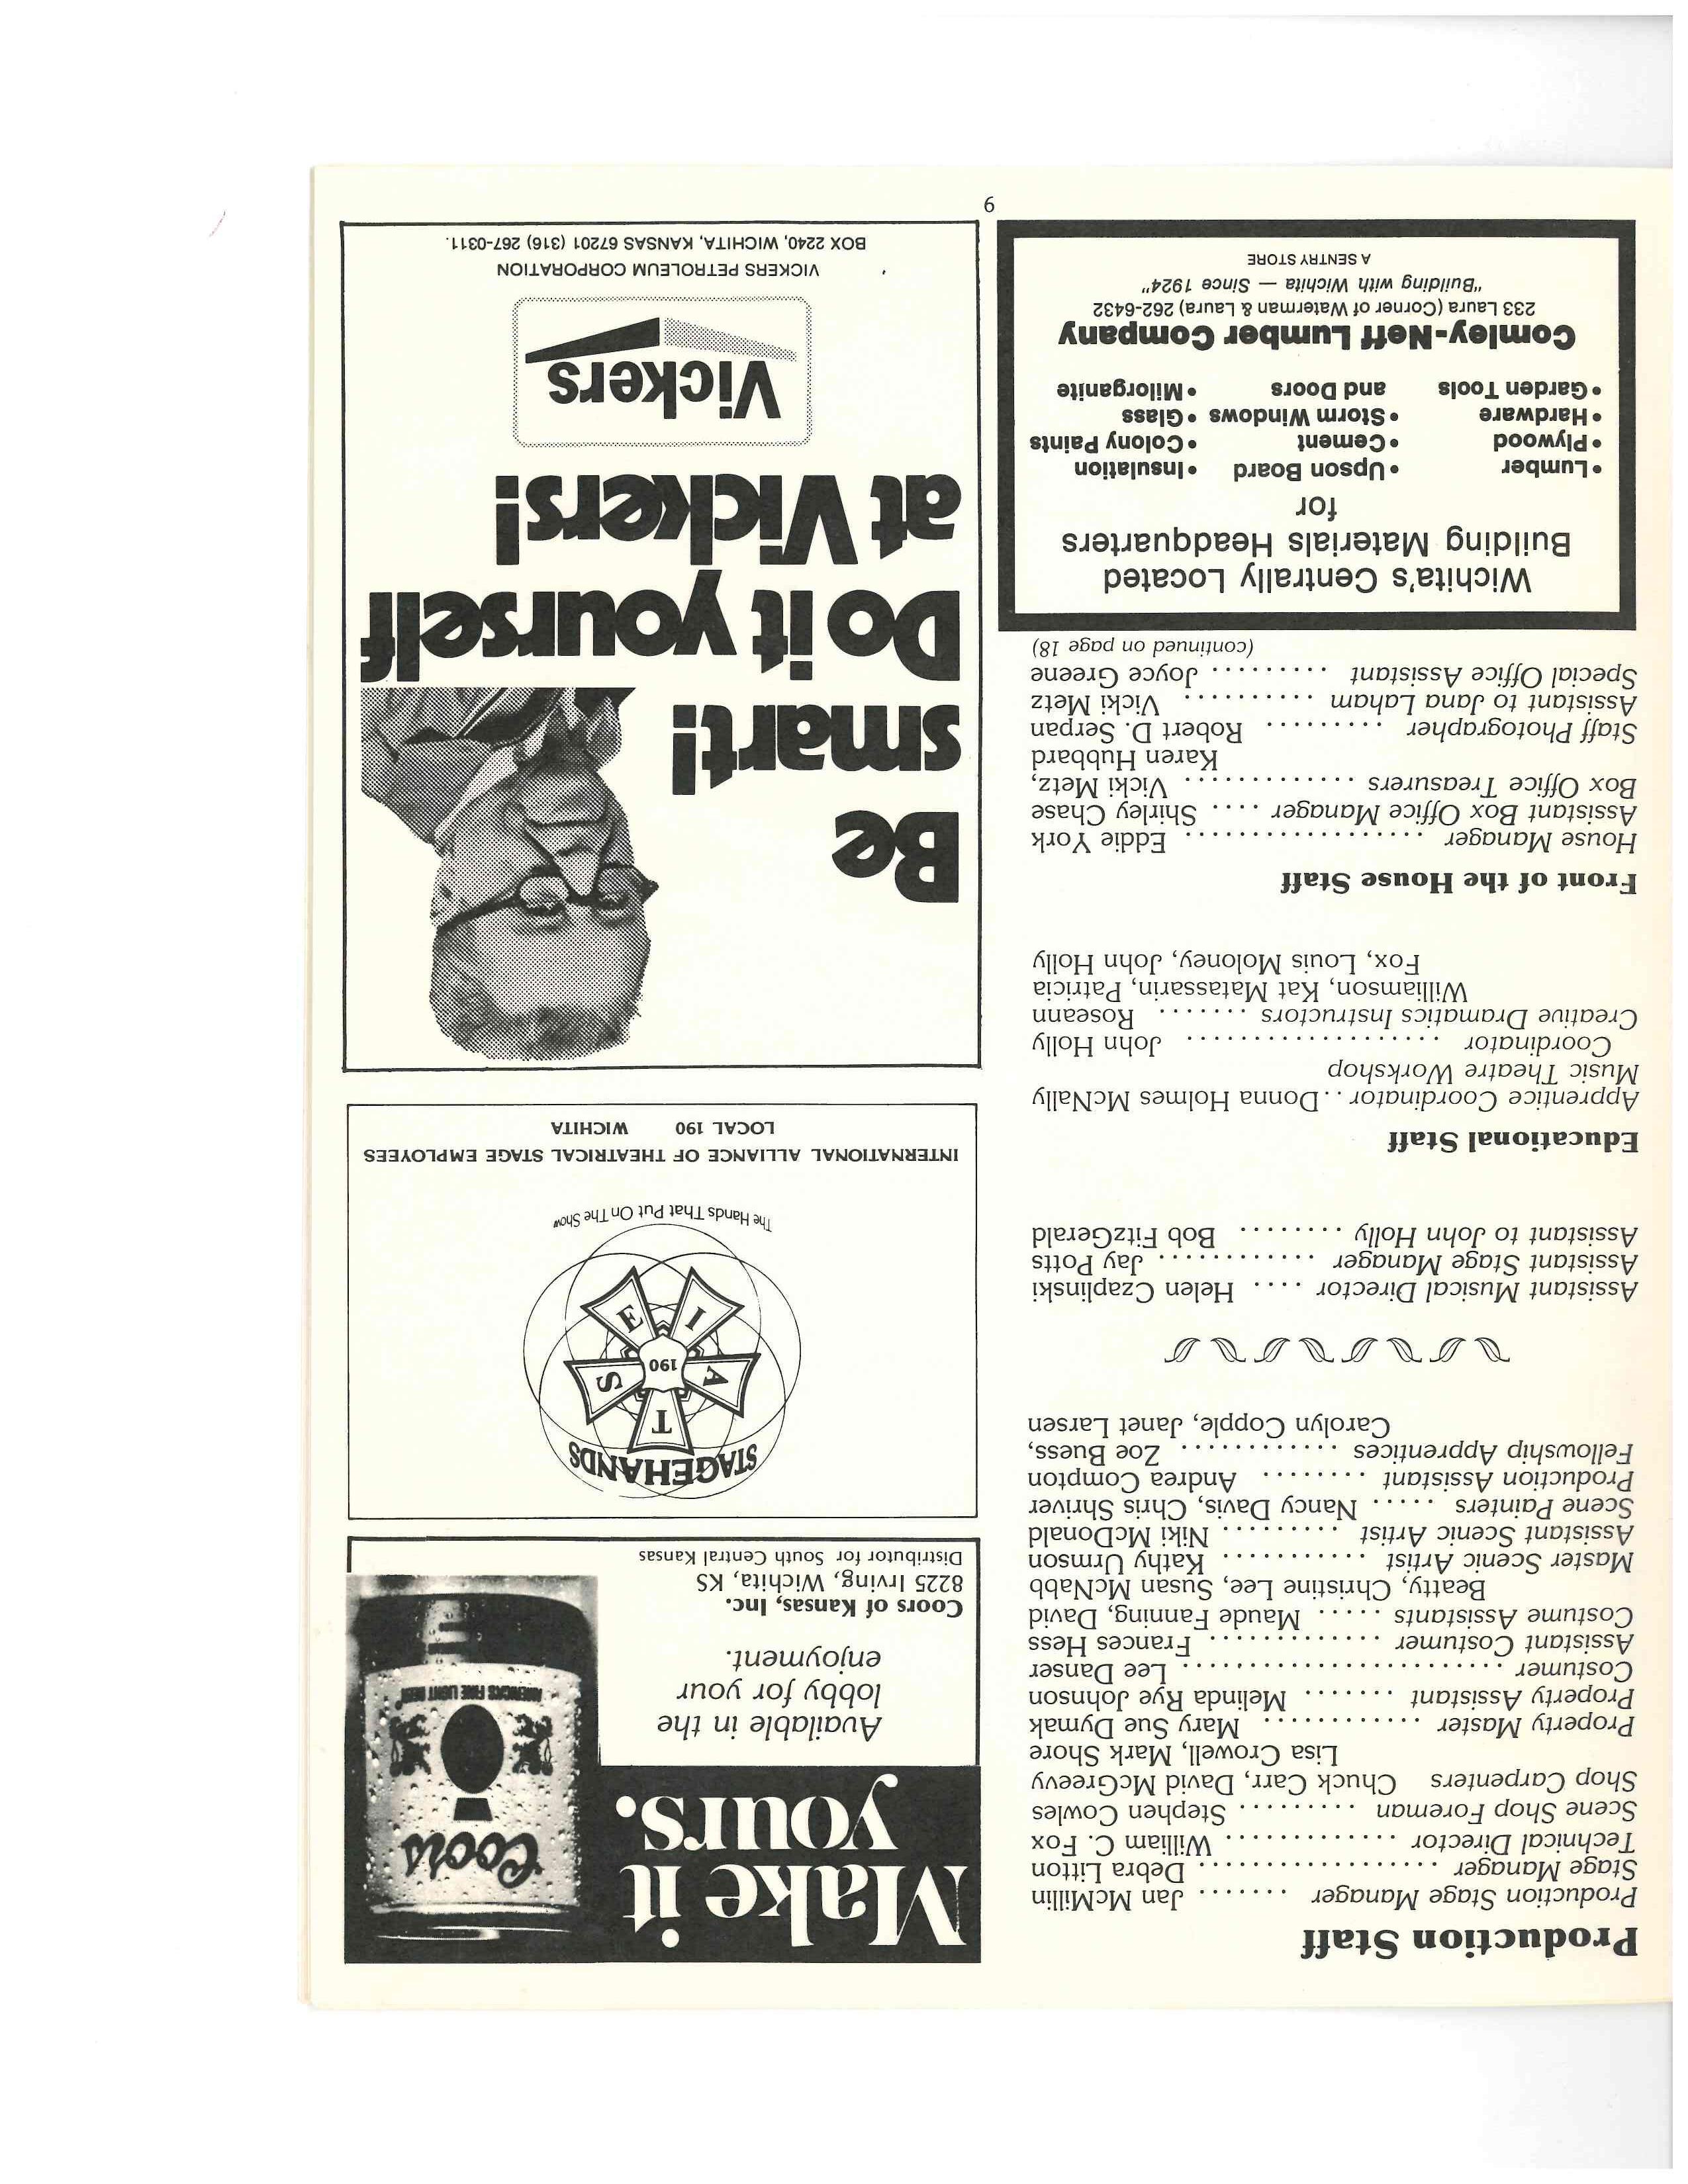 Production Staff
Production Stage Manager ....... Jan McMillin
Stage Manager .................... Debra Litton
Technical Director .............. William C. Fox
Scene Shop Foreman .......... Stephen Cowles
Shop Carpenters Chuck Carr, David McGreevy
Lisa Crowell, Mark Shore
Property Master ............. Mary Sue Dymak
Property Assistant ....... Melinda Rye Johnson
Costumer .......................... Lee Danser
Assistant Costumer .............. Frances Hess
Costume Assistants ..... Maude Fanning, David
Beatty, Christine Lee, Susan McNabb
Master Scenic Artist ............ Kathy Urmson
Assistant Scenic Artist .......... Niki McDonald
Scene Painters ..... Nancy Davis, Chris Shriver
Production Assistant ........ Andrea Compton
Fellowship Apprentices ............. Zoe Buess,
Carolyn Copple, Janet Larsen
Assistant Musical Director .... Helen Czaplinski
Assistant Stage Manager ............. Jay Potts
Assistant to John Holly ........ Bob FitzGerald
Educational Staff
Apprentice Coordinator .. Donna Holmes McNally
Music Theatre Workshop
Coordinator .................... John Holly
Creative Dramatics Instructors ....... Roseann
Williamson, Kat Matassarin, Patricia
Fox, Louis Moloney, John Holly
Front of the House Staff
House Manager ................... Eddie York
Assistant Box Office Manager .... Shirley Chase
Box Office Treasurers .............. Vicki Metz,
Karen Hubbard
Staff Photographer .......... Robert D. Serpan
Assistant to Jana Laham ........... Vicki Metz
Special Office Assistant .......... Joyce Greene
(continued on page 18)
Wichita's Centrally Located
Building Materials Headquarters
for
• Lumber • Upson Board • Insulation
• Plywood • Cement • Colony Paints
• Hardware • Storm Windows • Glass
• Garden Tools and Doors • Milorganite
Comley-Neff Lumber Company
233 Laura (Corner of Waterman & Laura) 262-6432
"Building with Wichita — Since 1924"
A SENTRY STORE
Make it
yours.
Available in the
lobby for your
enjoyment.
Coors of Kansas, Inc.
8225 Irving, Wichita, KS
Distributor for South Central Kansas
Coors
AMERICA'S FINE LIGHT BEER
STAGEHANDS
I A T S E
190
The Hands That Put On The Show
INTERNATIONAL ALLIANCE OF THEATRICAL STAGE EMPLOYEES
LOCAL 190 WICHITA
Be
smart!
Do it yourself
at Vickers!
Vickers
VICKERS PETROLEUM CORPORATION
BOX 2240, WICHITA, KANSAS 67201 (316) 267-0311.
9